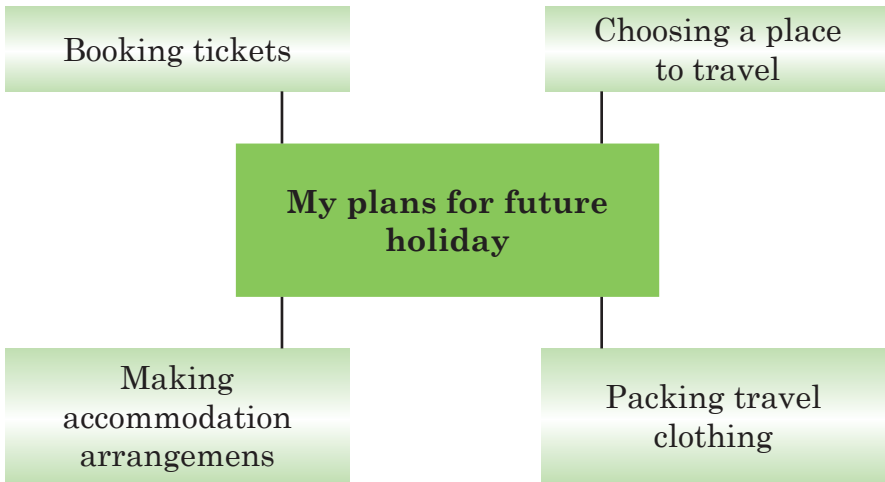 Booking tickets
Choosing a place
to travel
My plans for future
holiday
Making
accommodation
arrangemens
Packing travel
clothing